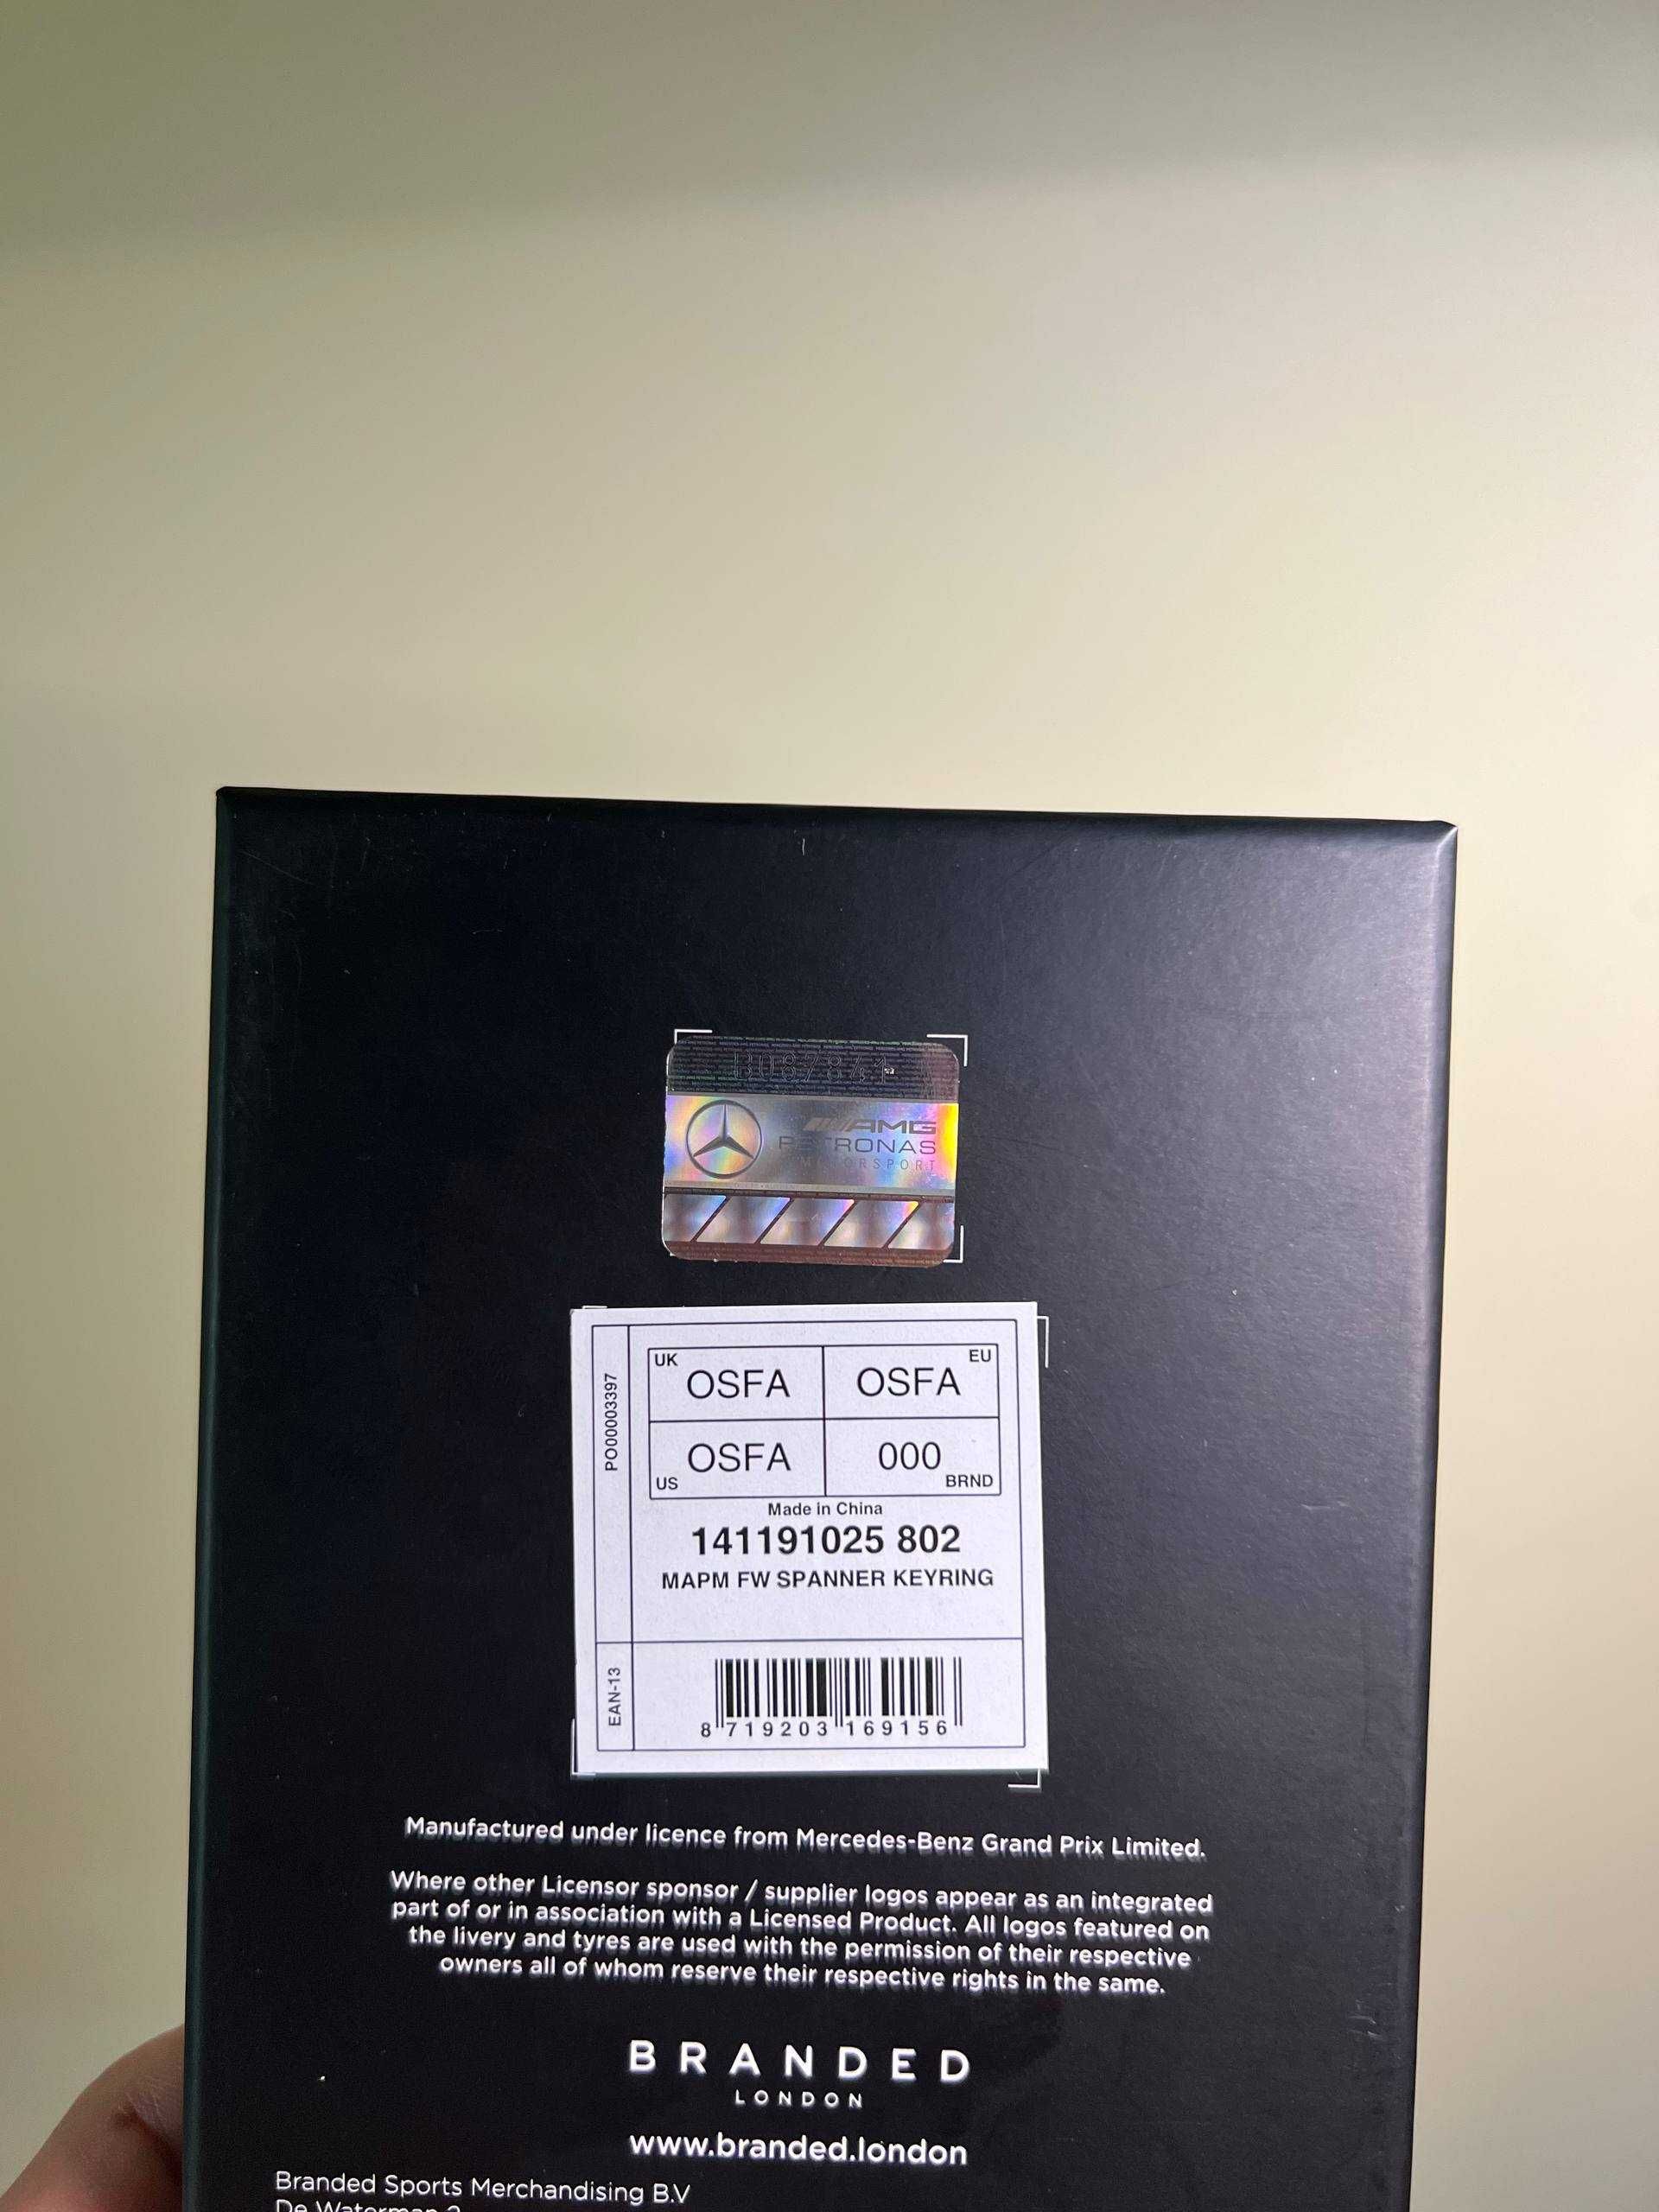 AMG
PETRONAS
MOTORSPORT
UK OSFA OSFA EU
US OSFA 000 BRND
PO00003397
Made in China
141191025 802
MAPM FW SPANNER KEYRING
EAN-13
8 719203 169156
Manufactured under licence from Mercedes-Benz Grand Prix Limited.
Where other Licensor sponsor / supplier logos appear as an integrated
part of or in association with a Licensed Product. All logos featured on
the livery and tyres are used with the permission of their respective
owners all of whom reserve their respective rights in the same.
BRANDED
LONDON
www.branded.london
Branded Sports Merchandising B.V
De Waterman 2